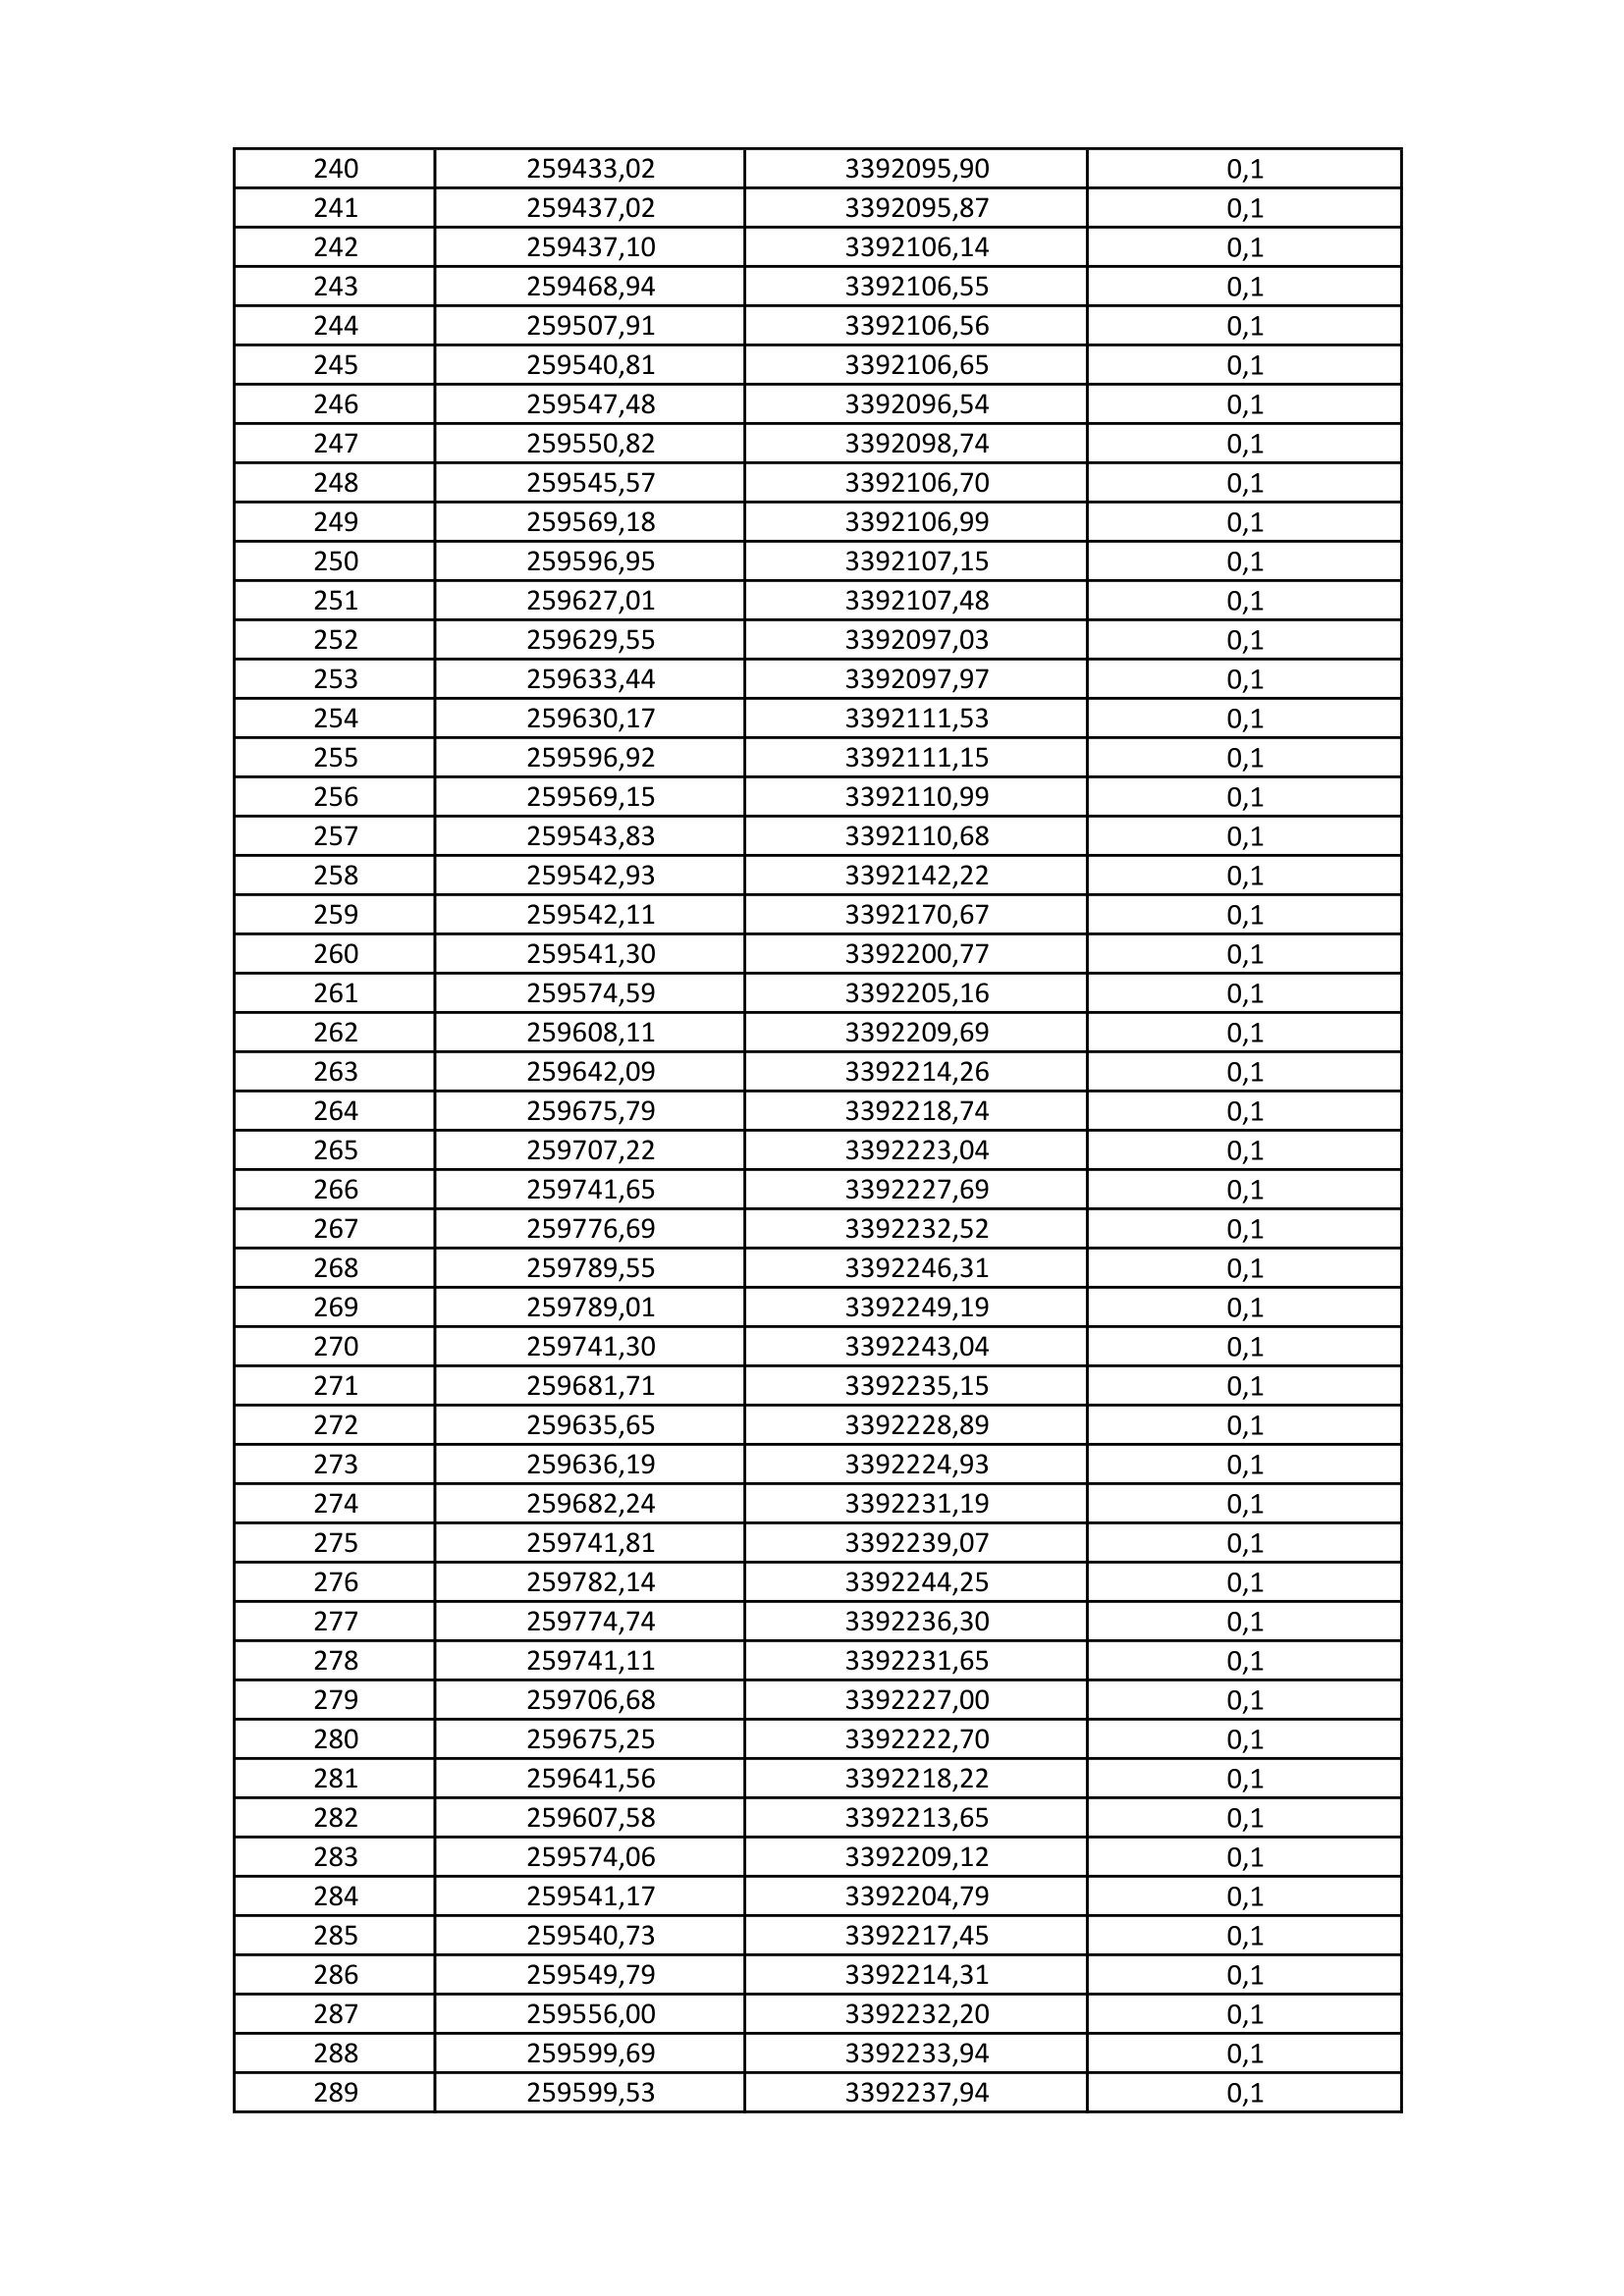 240 259433,02 3392095,90 0,1
241 259437,02 3392095,87 0,1
242 259437,10 3392106,14 0,1
243 259468,94 3392106,55 0,1
244 259507,91 3392106,56 0,1
245 259540,81 3392106,65 0,1
246 259547,48 3392096,54 0,1
247 259550,82 3392098,74 0,1
248 259545,57 3392106,70 0,1
249 259569,18 3392106,99 0,1
250 259596,95 3392107,15 0,1
251 259627,01 3392107,48 0,1
252 259629,55 3392097,03 0,1
253 259633,44 3392097,97 0,1
254 259630,17 3392111,53 0,1
255 259596,92 3392111,15 0,1
256 259569,15 3392110,99 0,1
257 259543,83 3392110,68 0,1
258 259542,93 3392142,22 0,1
259 259542,11 3392170,67 0,1
260 259541,30 3392200,77 0,1
261 259574,59 3392205,16 0,1
262 259608,11 3392209,69 0,1
263 259642,09 3392214,26 0,1
264 259675,79 3392218,74 0,1
265 259707,22 3392223,04 0,1
266 259741,65 3392227,69 0,1
267 259776,69 3392232,52 0,1
268 259789,55 3392246,31 0,1
269 259789,01 3392249,19 0,1
270 259741,30 3392243,04 0,1
271 259681,71 3392235,15 0,1
272 259635,65 3392228,89 0,1
273 259636,19 3392224,93 0,1
274 259682,24 3392231,19 0,1
275 259741,81 3392239,07 0,1
276 259782,14 3392244,25 0,1
277 259774,74 3392236,30 0,1
278 259741,11 3392231,65 0,1
279 259706,68 3392227,00 0,1
280 259675,25 3392222,70 0,1
281 259641,56 3392218,22 0,1
282 259607,58 3392213,65 0,1
283 259574,06 3392209,12 0,1
284 259541,17 3392204,79 0,1
285 259540,73 3392217,45 0,1
286 259549,79 3392214,31 0,1
287 259556,00 3392232,20 0,1
288 259599,69 3392233,94 0,1
289 259599,53 3392237,94 0,1